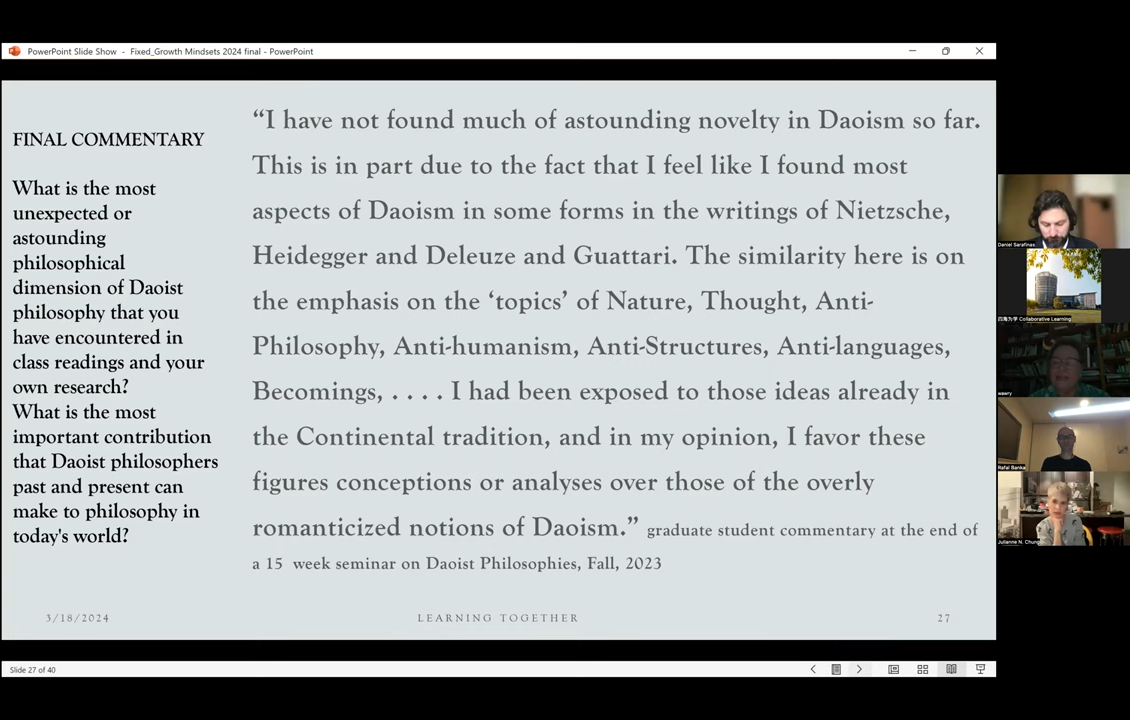 PowerPoint Slide Show - Fixed_Growth Mindsets 2024 final - PowerPoint
FINAL COMMENTARY
What is the most
unexpected or
astounding
philosophical
dimension of Daoist
philosophy that you
have encountered in
class readings and your
own research?
What is the most
important contribution
that Daoist philosophers
past and present can
make to philosophy in
today's world?
“I have not found much of astounding novelty in Daoism so far.
This is in part due to the fact that I feel like I found most
aspects of Daoism in some forms in the writings of Nietzsche,
Heidegger and Deleuze and Guattari. The similarity here is on
the emphasis on the ‘topics’ of Nature, Thought, Anti-
Philosophy, Anti-humanism, Anti-Structures, Anti-languages,
Becomings, . . . . I had been exposed to those ideas already in
the Continental tradition, and in my opinion, I favor these
figures conceptions or analyses over those of the overly
romanticized notions of Daoism.” graduate student commentary at the end of
a 15 week seminar on Daoist Philosophies, Fall, 2023
3/18/2024
LEARNING TOGETHER
27
Slide 27 of 40
Daniel Sarafinas
四海为学 Collaborative Learning
wawry
Rafal Banka
Julianne N. Chung